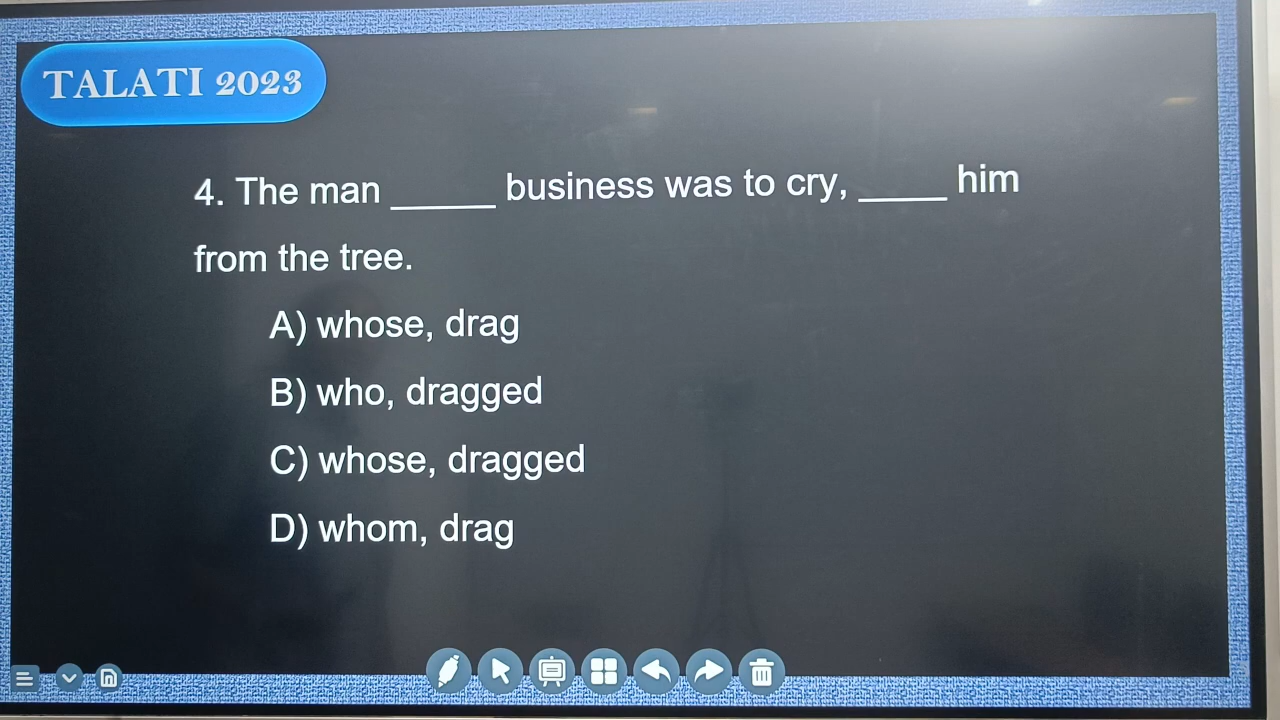 TALATI 2023
4. The man ______ business was to cry, _____ him
from the tree.
A) whose, drag
B) who, dragged
C) whose, dragged
D) whom, drag